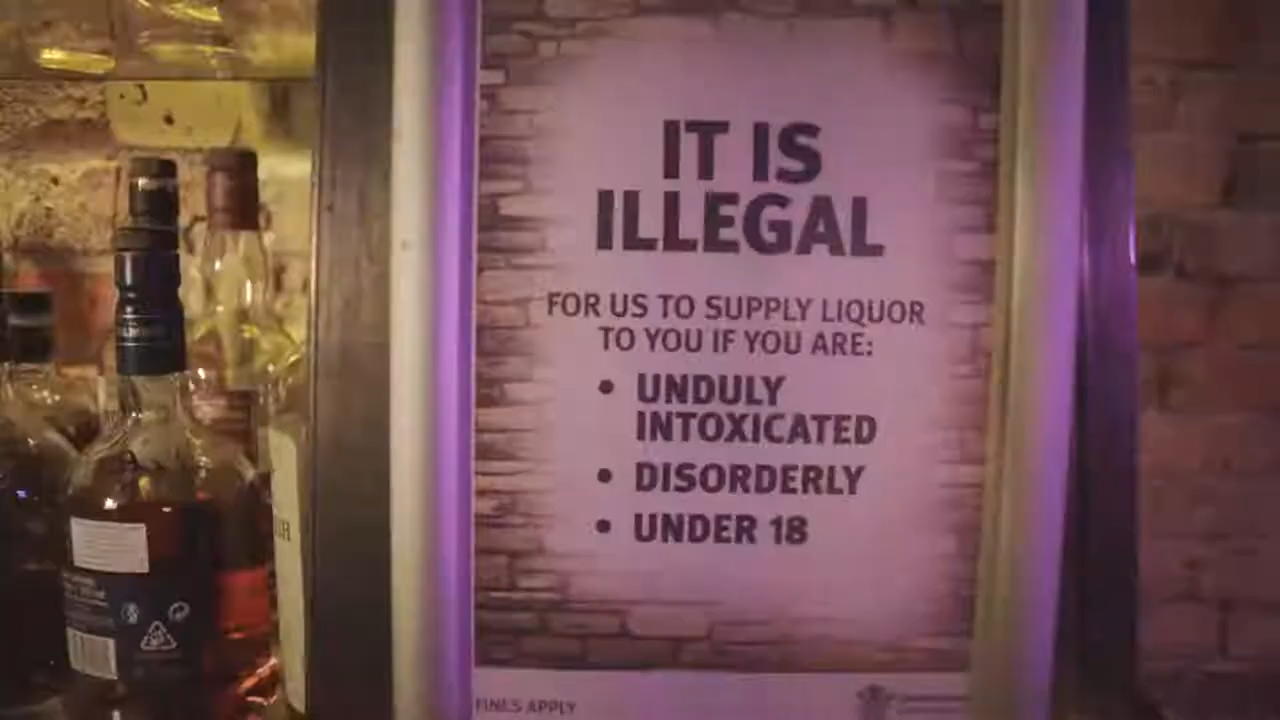 IT IS
ILLEGAL
FOR US TO SUPPLY LIQUOR
TO YOU IF YOU ARE:
• UNDULY
INTOXICATED
• DISORDERLY
• UNDER 18
FINES APPLY